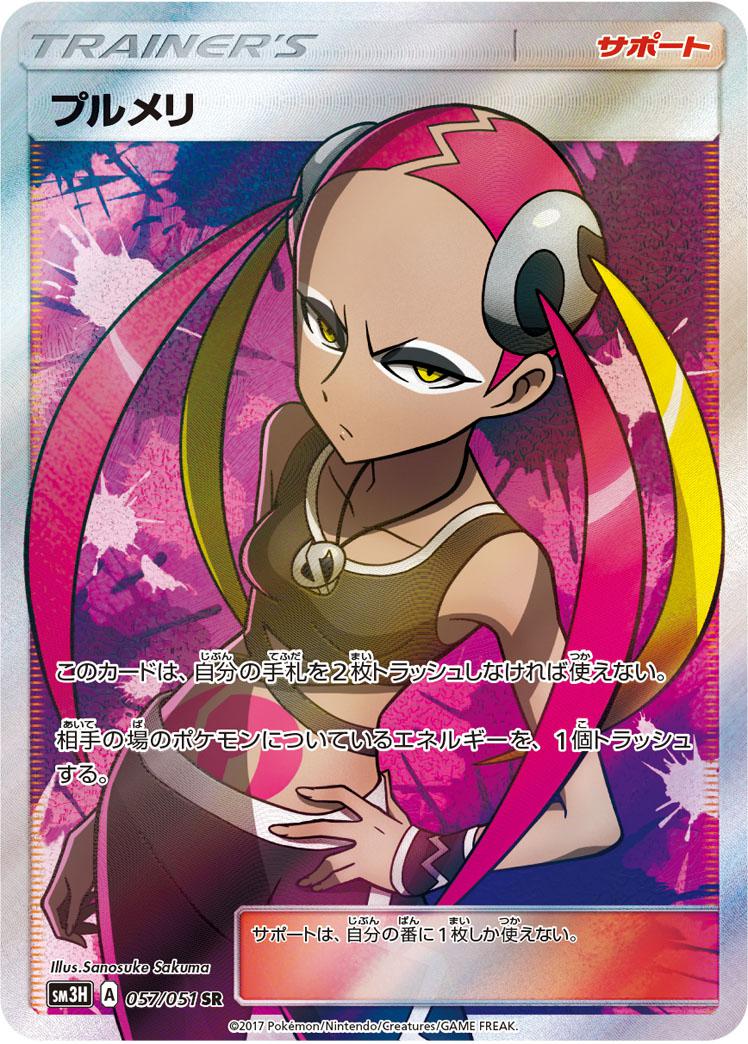 TRAINER'S
サポート
プルメリ
このカードは、自分の手札を2枚トラッシュしなければ使えない。
相手の場のポケモンについているエネルギーを、1個トラッシュ
する。
サポートは、自分の番に1枚しか使えない。
Illus.Sanosuke Sakuma
SM3H A 057/051 SR
©2017 Pokémon/Nintendo/Creatures/GAME FREAK.